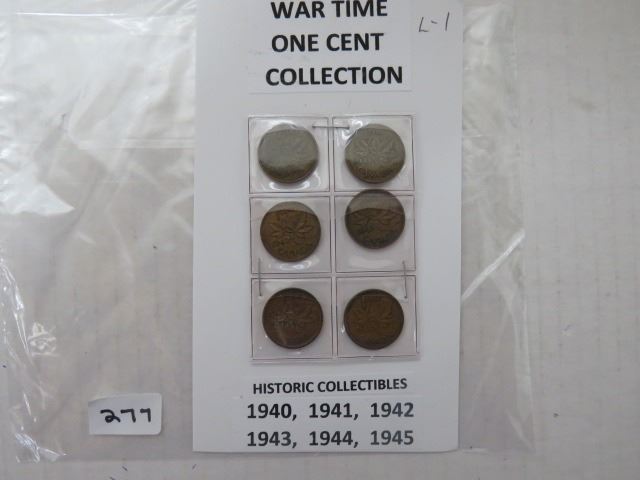 WAR TIME
ONE CENT
COLLECTION
L-1
HISTORIC COLLECTIBLES
1940, 1941, 1942
1943, 1944, 1945
277